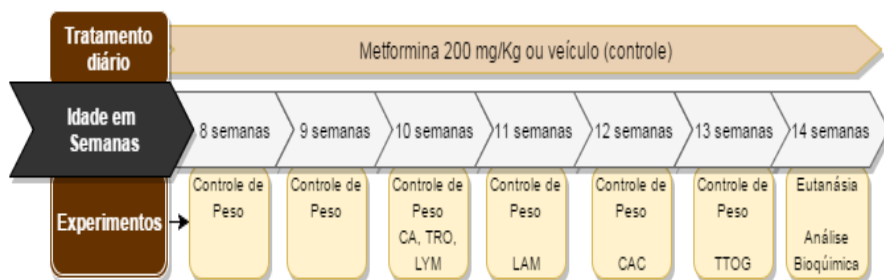 Tratamento
diário
Metformina 200 mg/Kg ou veículo (controle)
Idade em
Semanas
8 semanas
9 semanas
10 semanas
11 semanas
12 semanas
13 semanas
14 semanas
Experimentos
Controle de
Peso
Controle de
Peso
Controle de
Peso
CA, TRO,
LYM
Controle de
Peso
LAM
Controle de
Peso
CAC
Controle de
Peso
TTOG
Eutanásia
Análise
Bioqúimica